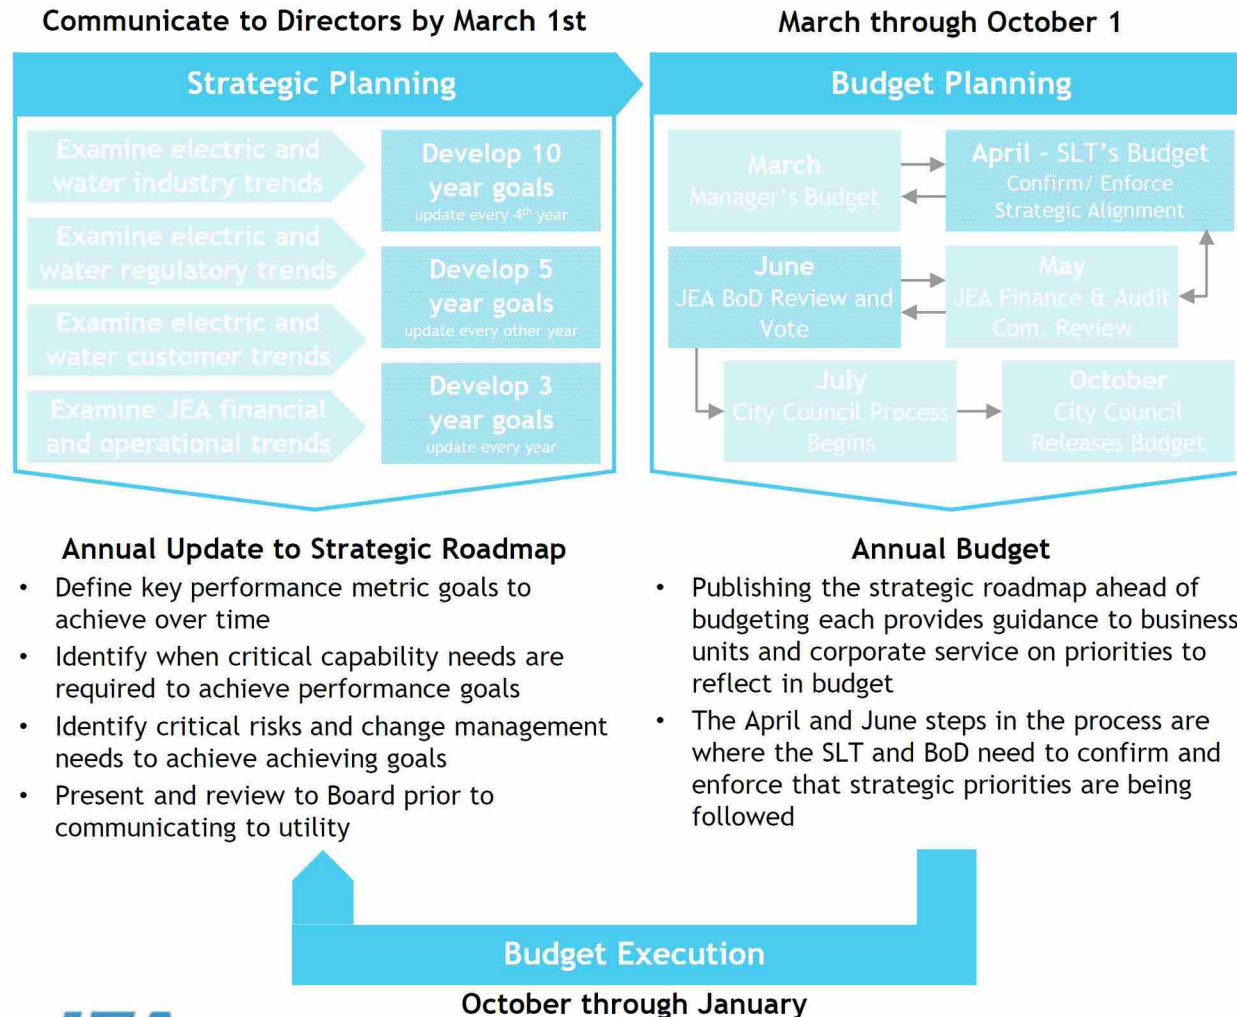 Communicate to Directors by March 1st
Strategic Planning
Examine electric and
water industry trends
Examine electric and
water regulatory trends
Examine electric and
water customer trends
Examine JEA financial
and operational trends
Develop 10
year goals
update every 4th year
Develop 5
year goals
update every other year
Develop 3
year goals
update every year
Annual Update to Strategic Roadmap
• Define key performance metric goals to
achieve over time
• Identify when critical capability needs are
required to achieve performance goals
• Identify critical risks and change management
needs to achieve achieving goals
• Present and review to Board prior to
communicating to utility
March through October 1
Budget Planning
March
Manager's Budget
April - SLT's Budget
Confirm/ Enforce
Strategic Alignment
June
JEA BoD Review and
Vote
May
JEA Finance & Audit
Com. Review
July
City Council Process
Begins
October
City Council
Releases Budget
Annual Budget
• Publishing the strategic roadmap ahead of
budgeting each provides guidance to business
units and corporate service on priorities to
reflect in budget
• The April and June steps in the process are
where the SLT and BoD need to confirm and
enforce that strategic priorities are being
followed
Budget Execution
October through January
JEA